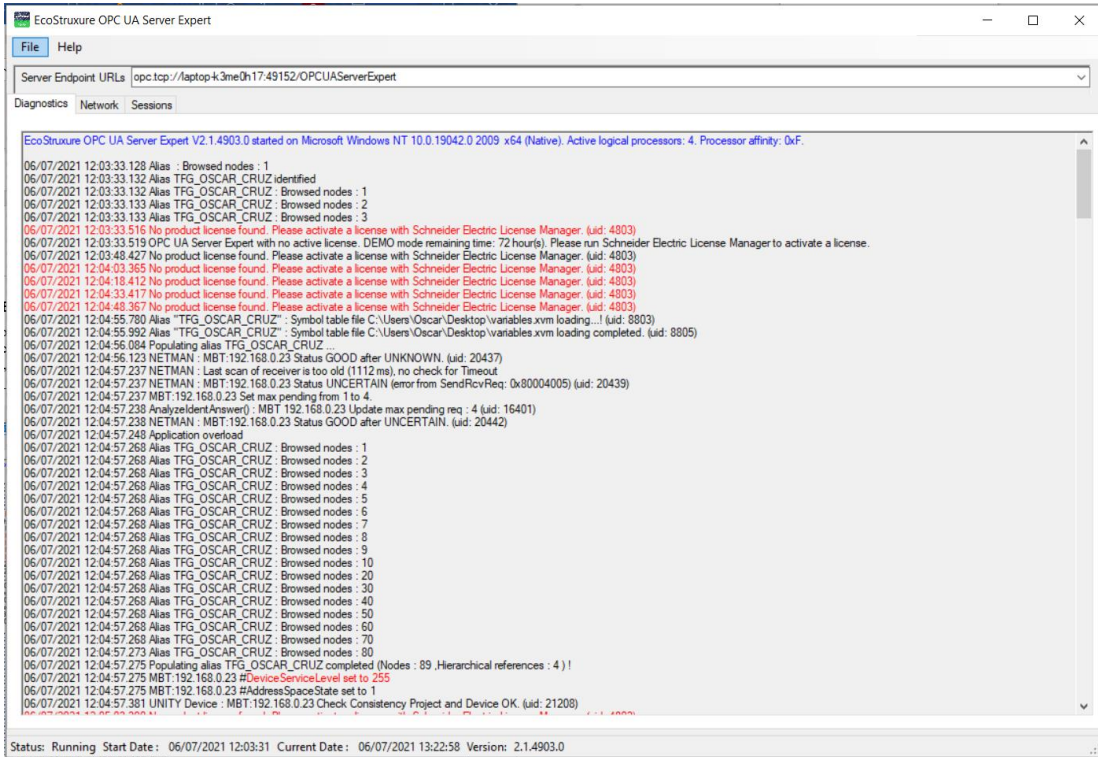 EcoStruxure OPC UA Server Expert
File Help
Server Endpoint URLs opc.tcp://laptop-k3me0h17:49152/OPCUAServerExpert
Diagnostics Network Sessions
EcoStruxure OPC UA Server Expert V2.1.4903.0 started on Microsoft Windows NT 10.0.19042.0 2009 x64 (Native). Active logical processors: 4. Processor affinity: 0xF.
06/07/2021 12:03:33.128 Alias : Browsed nodes : 1
06/07/2021 12:03:33.132 Alias TFG_OSCAR_CRUZ identified
06/07/2021 12:03:33.132 Alias TFG_OSCAR_CRUZ : Browsed nodes : 1
06/07/2021 12:03:33.133 Alias TFG_OSCAR_CRUZ : Browsed nodes : 2
06/07/2021 12:03:33.133 Alias TFG_OSCAR_CRUZ : Browsed nodes : 3
06/07/2021 12:03:33.516 No product license found. Please activate a license with Schneider Electric License Manager. (uid: 4803)
06/07/2021 12:03:33.519 OPC UA Server Expert with no active license. DEMO mode remaining time: 72 hour(s). Please run Schneider Electric License Manager to activate a license.
06/07/2021 12:03:48.427 No product license found. Please activate a license with Schneider Electric License Manager. (uid: 4803)
06/07/2021 12:04:03.365 No product license found. Please activate a license with Schneider Electric License Manager. (uid: 4803)
06/07/2021 12:04:18.412 No product license found. Please activate a license with Schneider Electric License Manager. (uid: 4803)
06/07/2021 12:04:33.417 No product license found. Please activate a license with Schneider Electric License Manager. (uid: 4803)
06/07/2021 12:04:48.367 No product license found. Please activate a license with Schneider Electric License Manager. (uid: 4803)
06/07/2021 12:04:55.780 Alias "TFG_OSCAR_CRUZ" : Symbol table file C:\Users\Oscar\Desktop\variables.xvm loading...! (uid: 8803)
06/07/2021 12:04:55.992 Alias "TFG_OSCAR_CRUZ" : Symbol table file C:\Users\Oscar\Desktop\variables.xvm loading completed. (uid: 8805)
06/07/2021 12:04:56.084 Populating alias TFG_OSCAR_CRUZ ...
06/07/2021 12:04:56.123 NETMAN : MBT:192.168.0.23 Status GOOD after UNKNOWN. (uid: 20437)
06/07/2021 12:04:57.237 NETMAN : Last scan of receiver is too old (1112 ms), no check for Timeout
06/07/2021 12:04:57.237 NETMAN : MBT:192.168.0.23 Status UNCERTAIN (error from SendRcvReq: 0x80004005) (uid: 20439)
06/07/2021 12:04:57.237 MBT:192.168.0.23 Set max pending from 1 to 4.
06/07/2021 12:04:57.238 AnalyzeIdentAnswer() : MBT 192.168.0.23 Update max pending req : 4 (uid: 16401)
06/07/2021 12:04:57.238 NETMAN : MBT:192.168.0.23 Status GOOD after UNCERTAIN. (uid: 20442)
06/07/2021 12:04:57.248 Application overload
06/07/2021 12:04:57.268 Alias TFG_OSCAR_CRUZ : Browsed nodes : 1
06/07/2021 12:04:57.268 Alias TFG_OSCAR_CRUZ : Browsed nodes : 2
06/07/2021 12:04:57.268 Alias TFG_OSCAR_CRUZ : Browsed nodes : 3
06/07/2021 12:04:57.268 Alias TFG_OSCAR_CRUZ : Browsed nodes : 4
06/07/2021 12:04:57.268 Alias TFG_OSCAR_CRUZ : Browsed nodes : 5
06/07/2021 12:04:57.268 Alias TFG_OSCAR_CRUZ : Browsed nodes : 6
06/07/2021 12:04:57.268 Alias TFG_OSCAR_CRUZ : Browsed nodes : 7
06/07/2021 12:04:57.268 Alias TFG_OSCAR_CRUZ : Browsed nodes : 8
06/07/2021 12:04:57.268 Alias TFG_OSCAR_CRUZ : Browsed nodes : 9
06/07/2021 12:04:57.268 Alias TFG_OSCAR_CRUZ : Browsed nodes : 10
06/07/2021 12:04:57.268 Alias TFG_OSCAR_CRUZ : Browsed nodes : 20
06/07/2021 12:04:57.268 Alias TFG_OSCAR_CRUZ : Browsed nodes : 30
06/07/2021 12:04:57.268 Alias TFG_OSCAR_CRUZ : Browsed nodes : 40
06/07/2021 12:04:57.268 Alias TFG_OSCAR_CRUZ : Browsed nodes : 50
06/07/2021 12:04:57.268 Alias TFG_OSCAR_CRUZ : Browsed nodes : 60
06/07/2021 12:04:57.268 Alias TFG_OSCAR_CRUZ : Browsed nodes : 70
06/07/2021 12:04:57.273 Alias TFG_OSCAR_CRUZ : Browsed nodes : 80
06/07/2021 12:04:57.275 Populating alias TFG_OSCAR_CRUZ completed (Nodes : 89 ,Hierarchical references : 4 ) !
06/07/2021 12:04:57.275 MBT:192.168.0.23 #DeviceServiceLevel set to 255
06/07/2021 12:04:57.275 MBT:192.168.0.23 #AddressSpaceState set to 1
06/07/2021 12:04:57.381 UNITY Device : MBT:192.168.0.23 Check Consistency Project and Device OK. (uid: 21208)
Status: Running Start Date : 06/07/2021 12:03:31 Current Date : 06/07/2021 13:22:58 Version: 2.1.4903.0